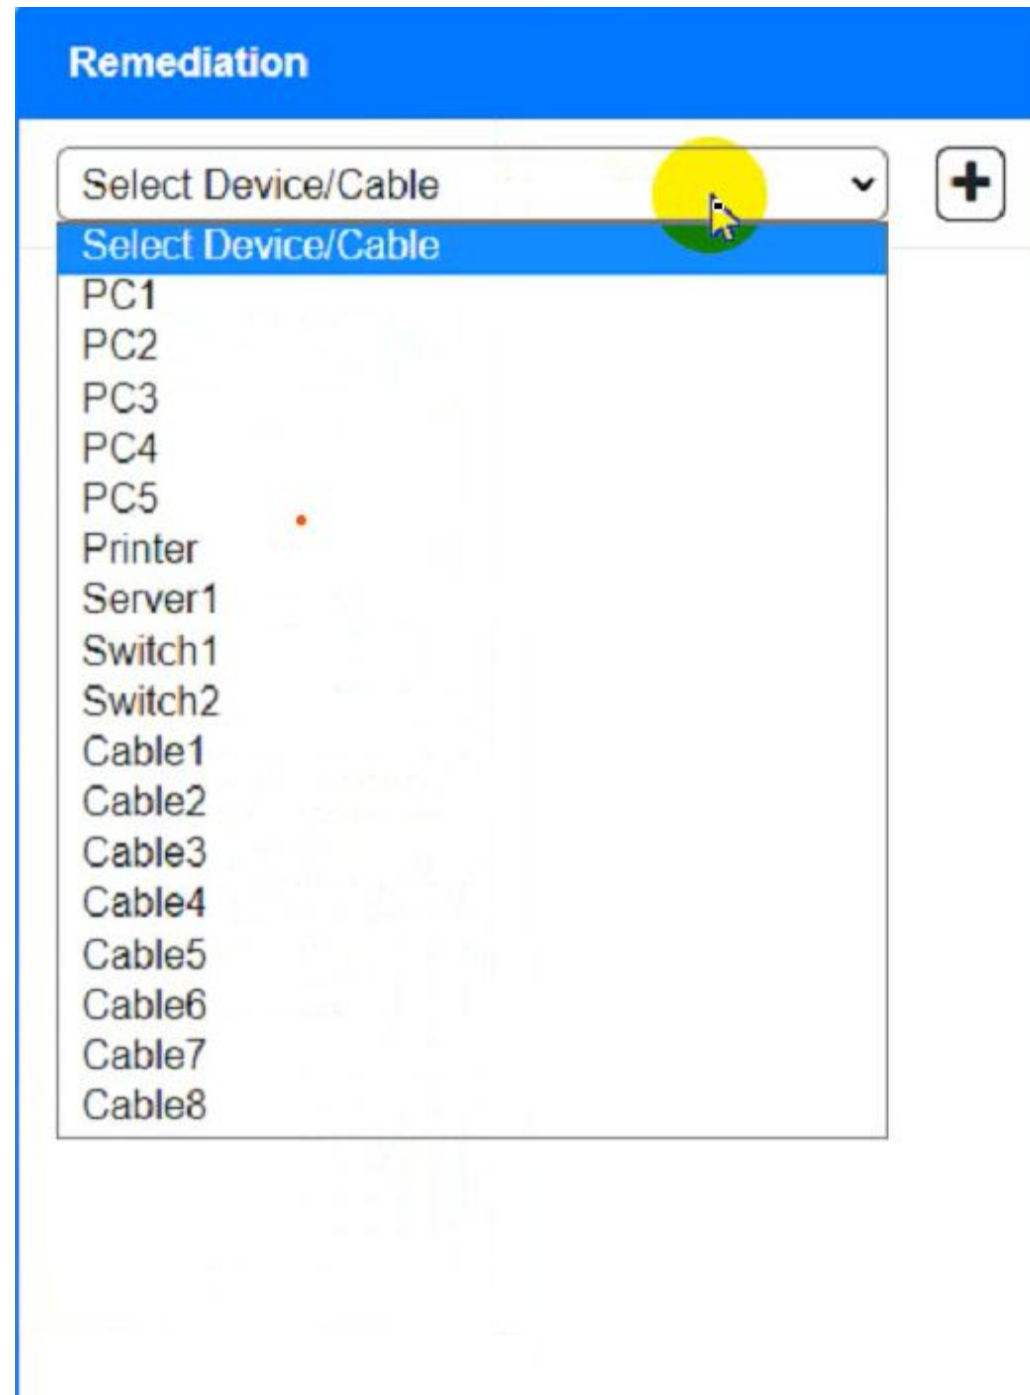 Remediation
Select Device/Cable
Select Device/Cable
PC1
PC2
PC3
PC4
PC5
Printer
Server1
Switch1
Switch2
Cable1
Cable2
Cable3
Cable4
Cable5
Cable6
Cable7
Cable8